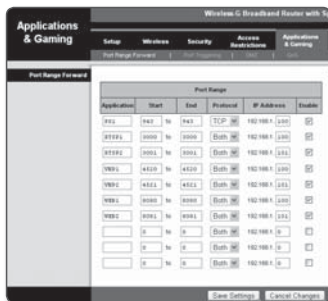 Wireless-G Broadband Router with S
Applications & Gaming
Setup Wireless Security Access Restrictions Applications & Gaming
Port Range Forward | Port Triggering | |
Port Range Forward
Port Range
Application Start End Protocol IP Address Enable
943 to 943 TCP 192.168.1. 100
RTSP1 3000 to 3000 Both 192.168.1. 100
RTSP2 3001 to 3001 Both 192.168.1. 101
4520 to 4520 Both 192.168.1. 100
4521 to 4521 Both 192.168.1. 101
WEB1 8080 to 8080 Both 192.168.1. 100
WEB2 8081 to 8081 Both 192.168.1. 101
0 to 0 Both 192.168.1. 0
0 to 0 Both 192.168.1. 0
0 to 0 Both 192.168.1. 0
Save Settings Cancel Changes